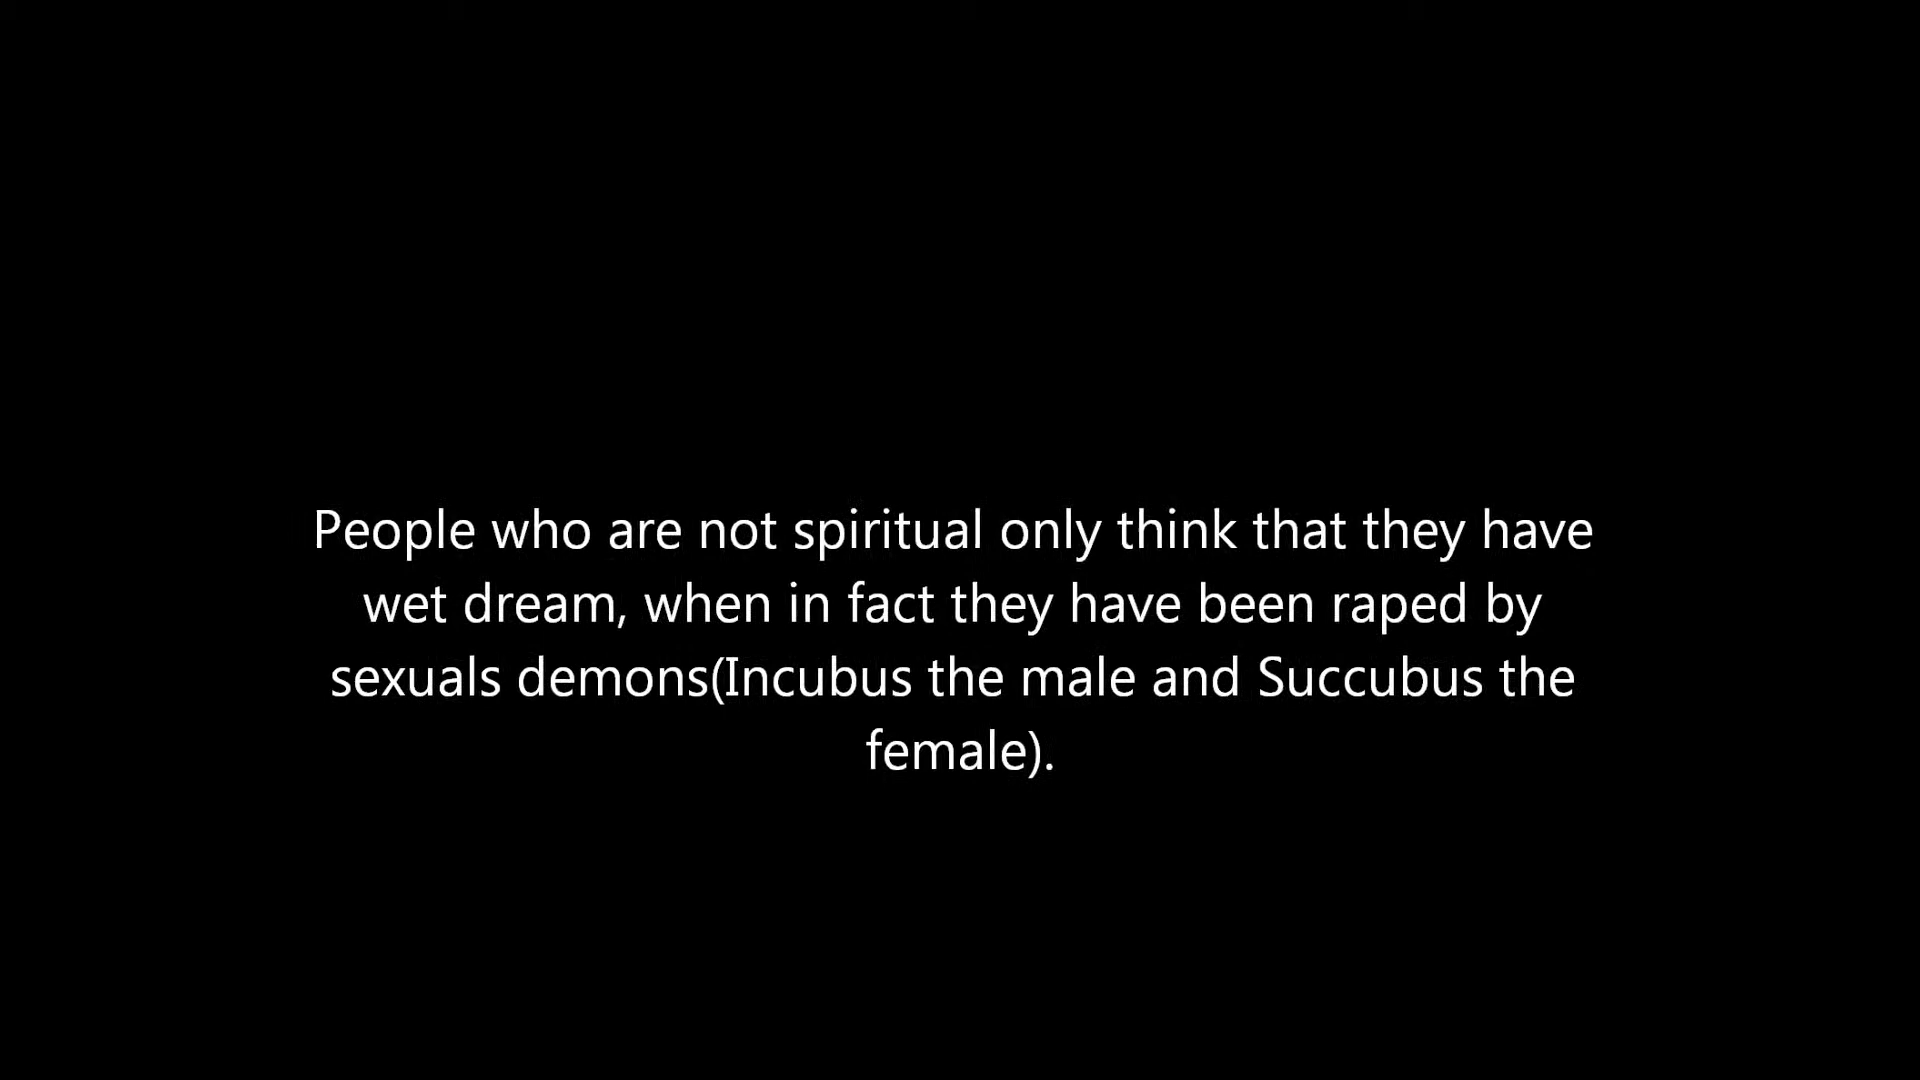 People who are not spiritual only think that they have
wet dream, when in fact they have been raped by
sexuals demons(Incubus the male and Succubus the
female).